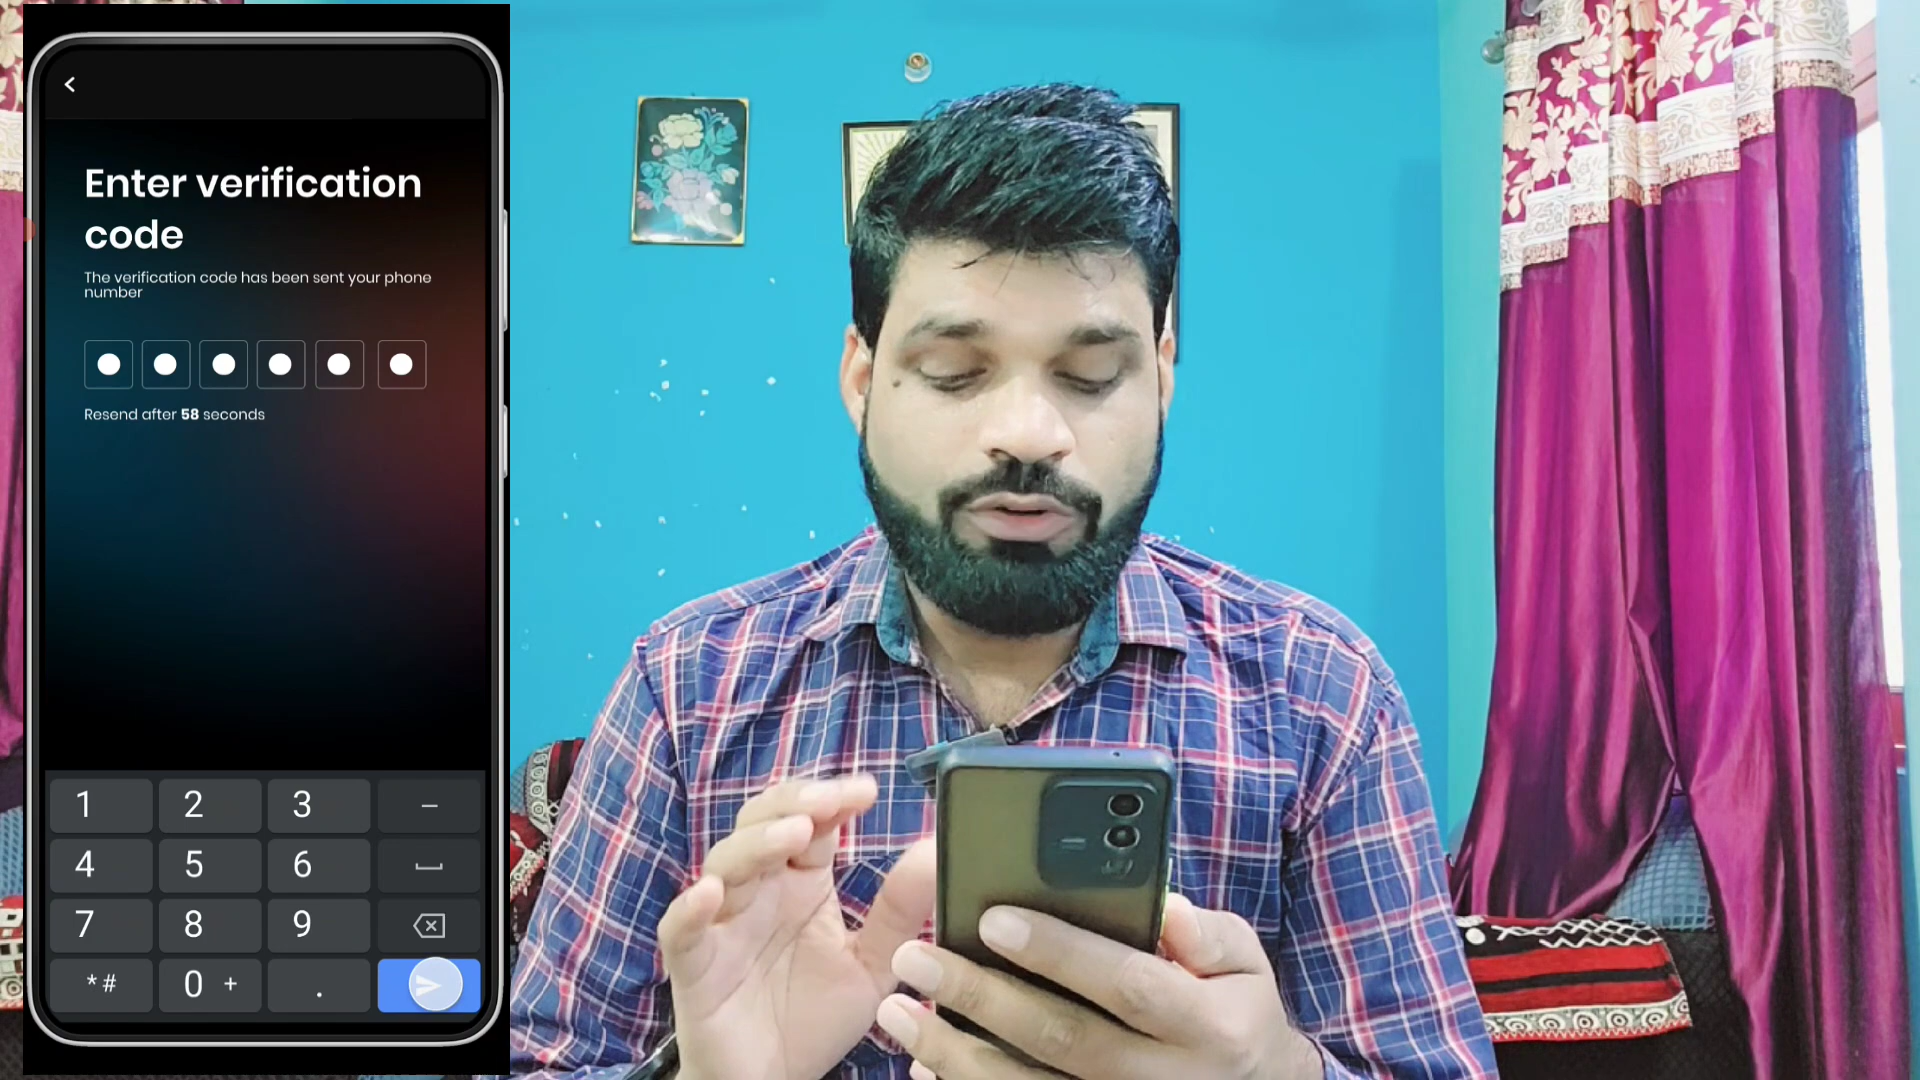 Enter verification
code
The verification code has been sent your phone
number
Resend after 58 seconds
1 2 3 –
4 5 6
7 8 9
*# 0 + .